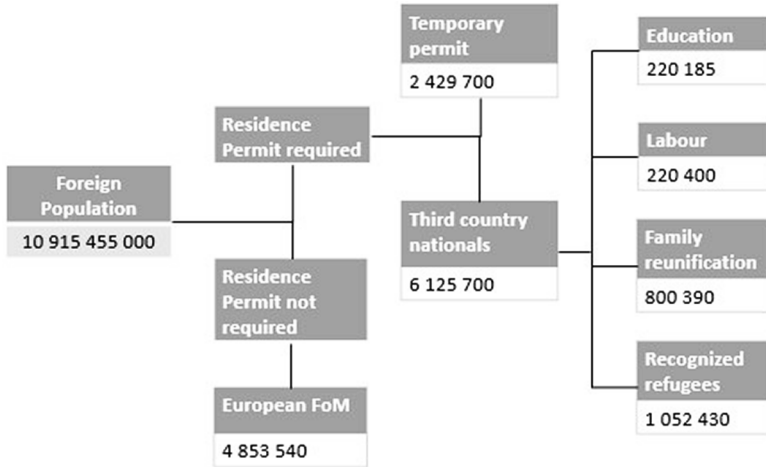 Foreign
Population
10 915 455 000
Residence
Permit required
Residence
Permit not
required
European FoM
4 853 540
Temporary
permit
2 429 700
Third country
nationals
6 125 700
Education
220 185
Labour
220 400
Family
reunification
800 390
Recognized
refugees
1 052 430